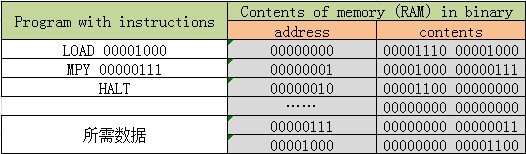 Program with instructions Contents of memory (RAM) in binary
address contents
LOAD 00001000 00000000 00001110 00001000
MPY 00000111 00000001 00001000 00000111
HALT 00000010 00001100 00000000
…… 00000000 00000000
所需数据 00000111 00000000 00000011
00001000 00000000 00001100